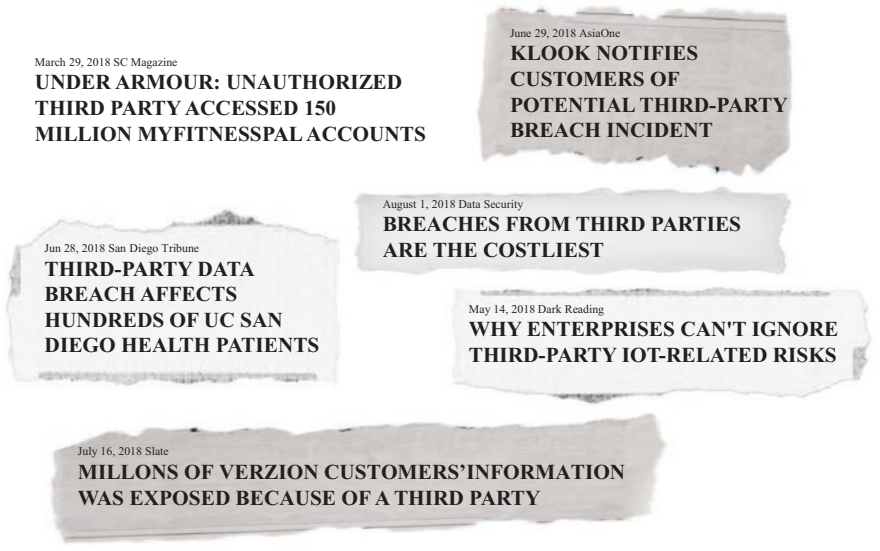 March 29, 2018 SC Magazine
UNDER ARMOUR: UNAUTHORIZED
THIRD PARTY ACCESSED 150
MILLION MYFITNESSPAL ACCOUNTS
June 29, 2018 AsiaOne
KLOOK NOTIFIES
CUSTOMERS OF
POTENTIAL THIRD-PARTY
BREACH INCIDENT
August 1, 2018 Data Security
BREACHES FROM THIRD PARTIES
ARE THE COSTLIEST
Jun 28, 2018 San Diego Tribune
THIRD-PARTY DATA
BREACH AFFECTS
HUNDREDS OF UC SAN
DIEGO HEALTH PATIENTS
May 14, 2018 Dark Reading
WHY ENTERPRISES CAN'T IGNORE
THIRD-PARTY IOT-RELATED RISKS
July 16, 2018 Slate
MILLONS OF VERZION CUSTOMERS’INFORMATION
WAS EXPOSED BECAUSE OF A THIRD PARTY